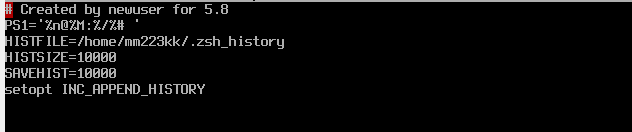 # Created by newuser for 5.8
PS1='%n@%M:%/%# '
HISTFILE=/home/mm223kk/.zsh_history
HISTSIZE=10000
SAVEHIST=10000
setopt INC_APPEND_HISTORY